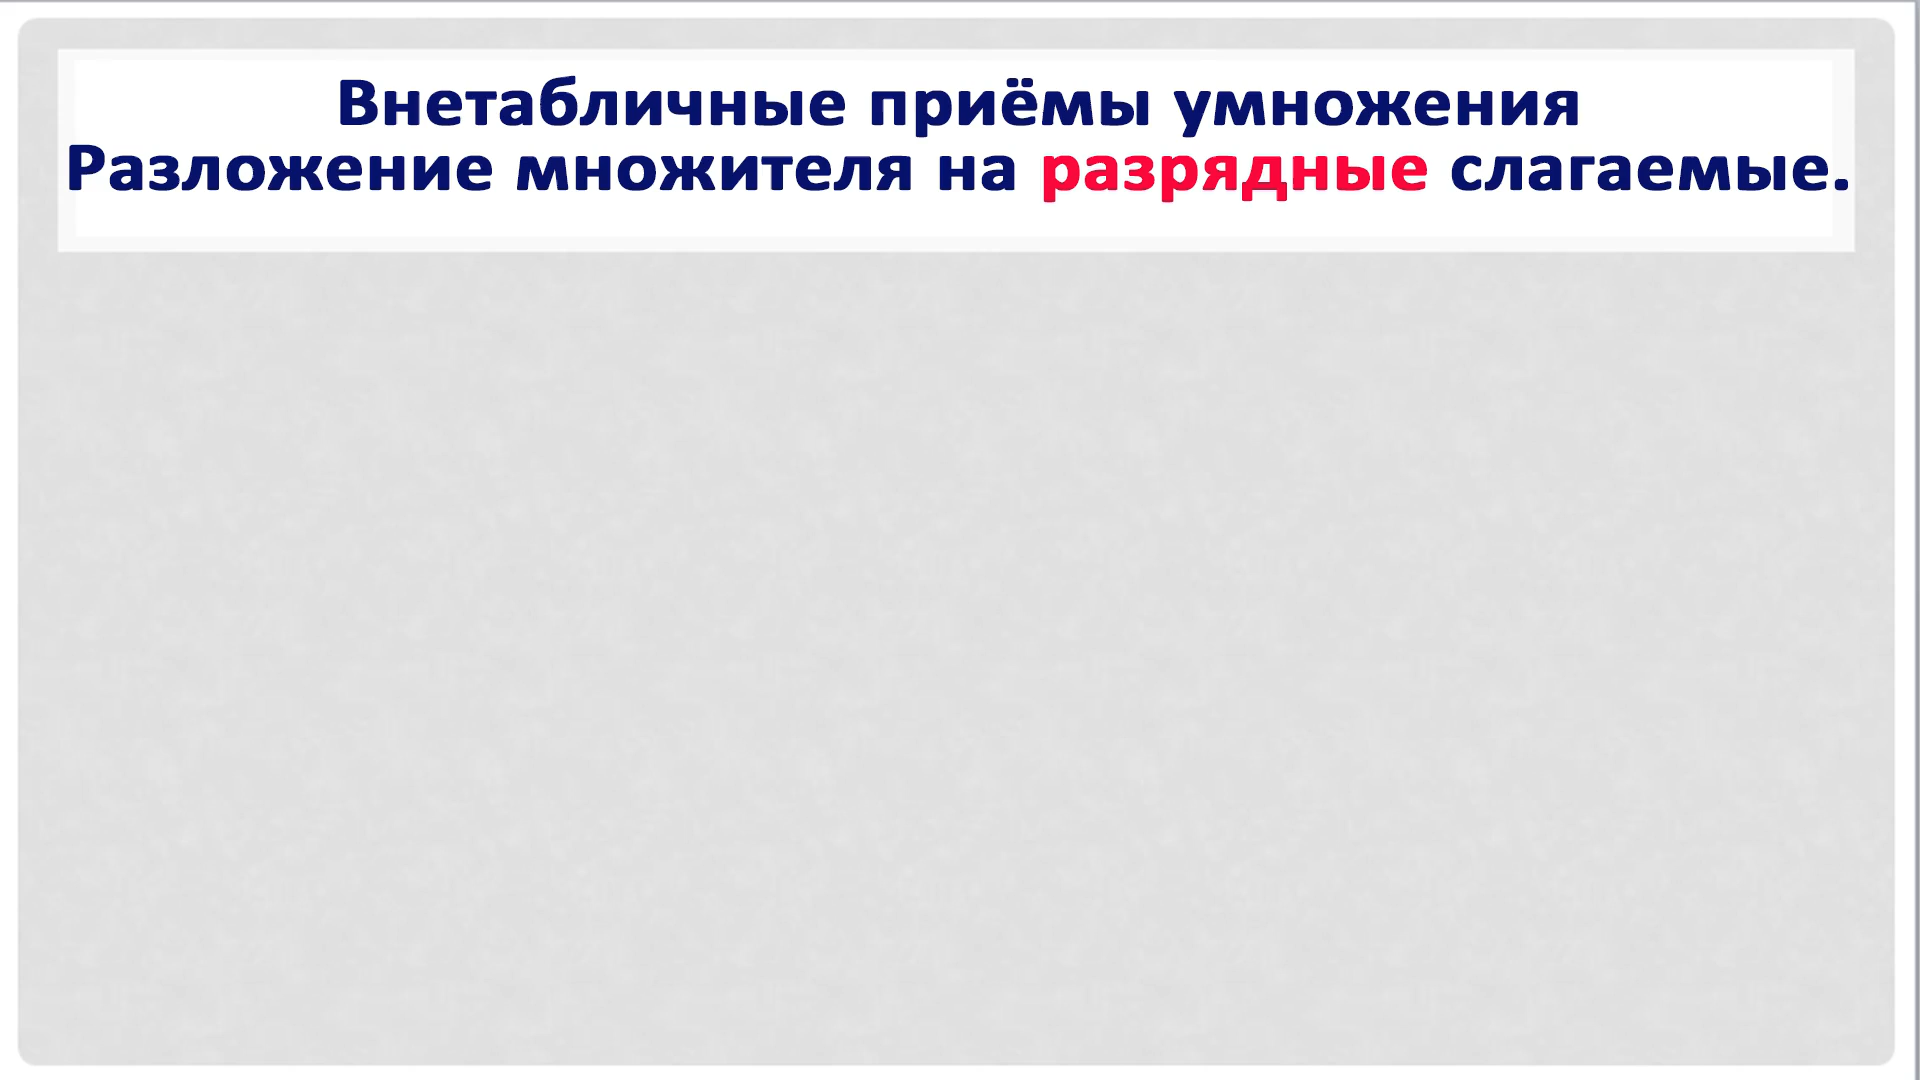 Внетабличные приёмы умножения
Разложение множителя на разрядные слагаемые.